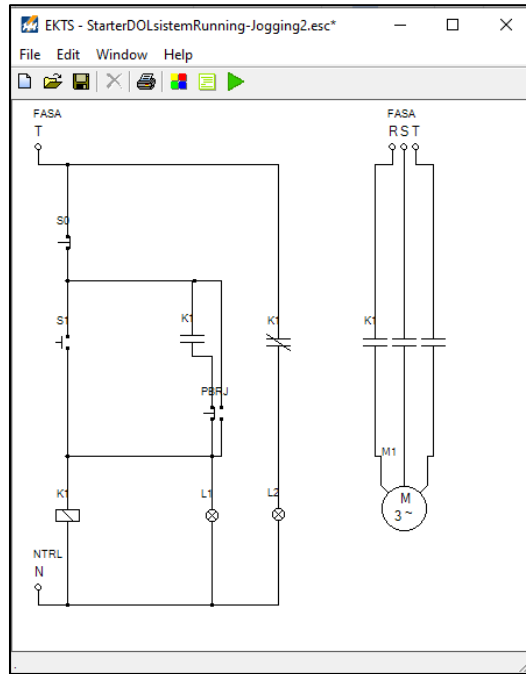 EKTS - StarterDOLsistemRunning-Jogging2.esc*
File Edit Window Help
FASA
T
FASA
R S T
S0
S1
K1
K1
K1
PBRJ
M1
K1
L1
L2
M
3 ~
NTRL
N